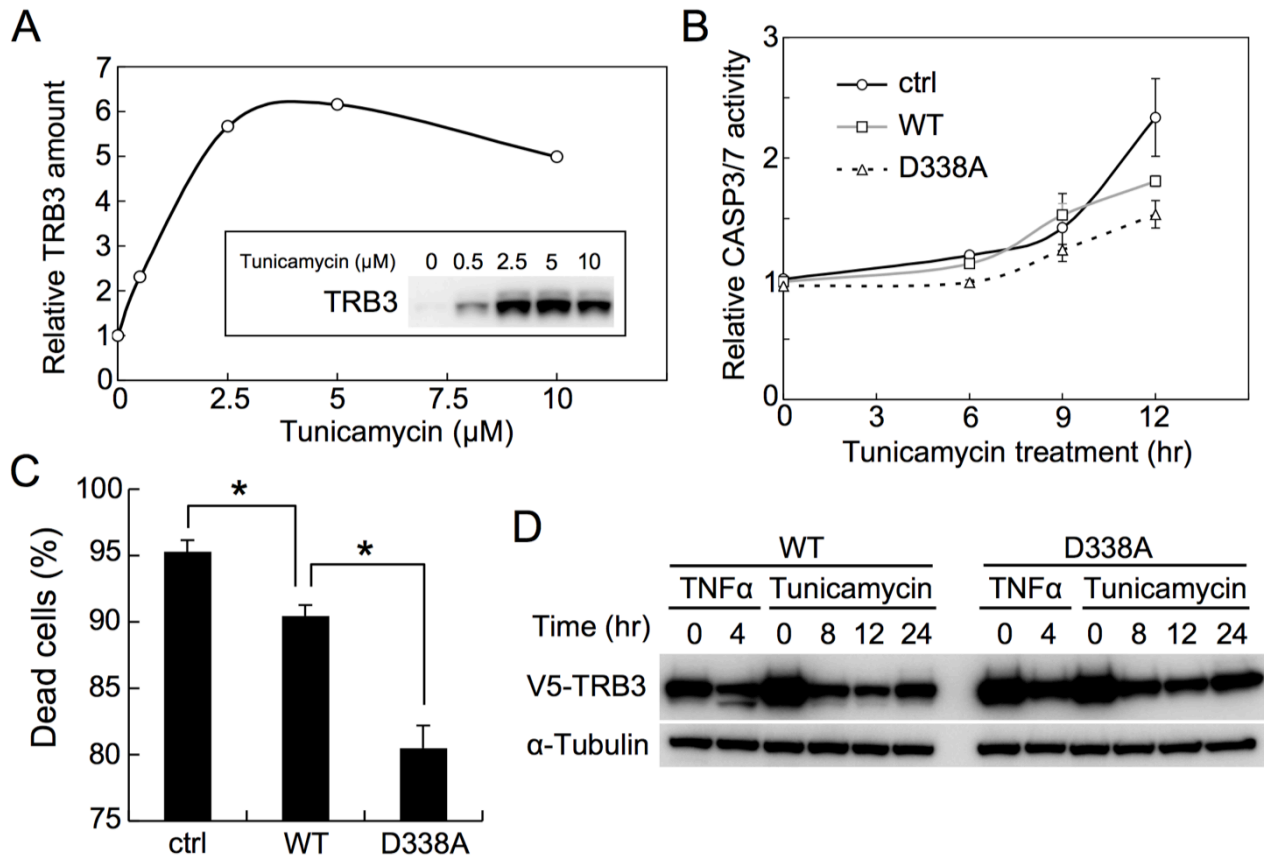 A
Relative TRB3 amount
7
6
5
4
3
2
1
0
Tunicamycin (μM) 0 0.5 2.5 5 10
TRB3
0 2.5 5 7.5 10
Tunicamycin (μM)
B
Relative CASP3/7 activity
3
2
1
0
ctrl
WT
D338A
0 3 6 9 12
Tunicamycin treatment (hr)
C
Dead cells (%)
100
95
90
85
80
75
* *
ctrl WT D338A
D
WT D338A
TNFα Tunicamycin TNFα Tunicamycin
Time (hr) 0 4 0 8 12 24 0 4 0 8 12 24
V5-TRB3
α-Tubulin